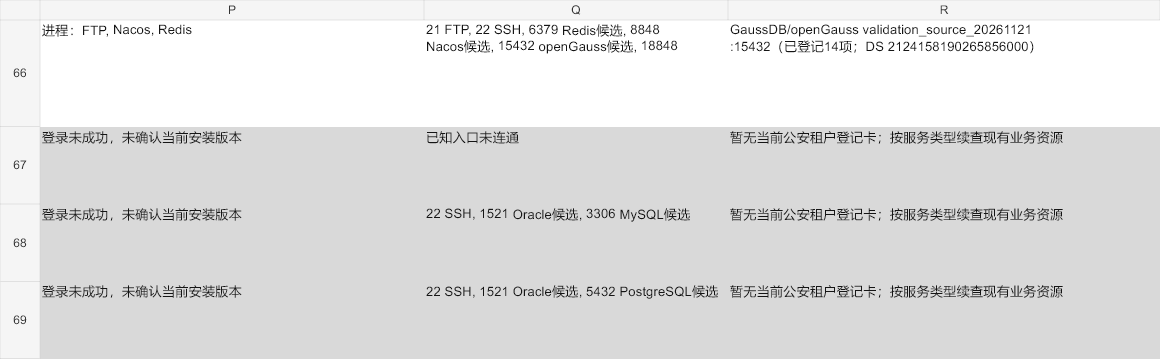 P Q R
66
进程：FTP, Nacos, Redis
21 FTP, 22 SSH, 6379 Redis候选, 8848
Nacos候选, 15432 openGauss候选, 18848
GaussDB/openGauss validation_source_20261121
:15432（已登记14项；DS 2124158190265856000）
67
登录未成功，未确认当前安装版本
已知入口未连通
暂无当前公安租户登记卡；按服务类型续查现有业务资源
68
登录未成功，未确认当前安装版本
22 SSH, 1521 Oracle候选, 3306 MySQL候选
暂无当前公安租户登记卡；按服务类型续查现有业务资源
69
登录未成功，未确认当前安装版本
22 SSH, 1521 Oracle候选, 5432 PostgreSQL候选
暂无当前公安租户登记卡；按服务类型续查现有业务资源